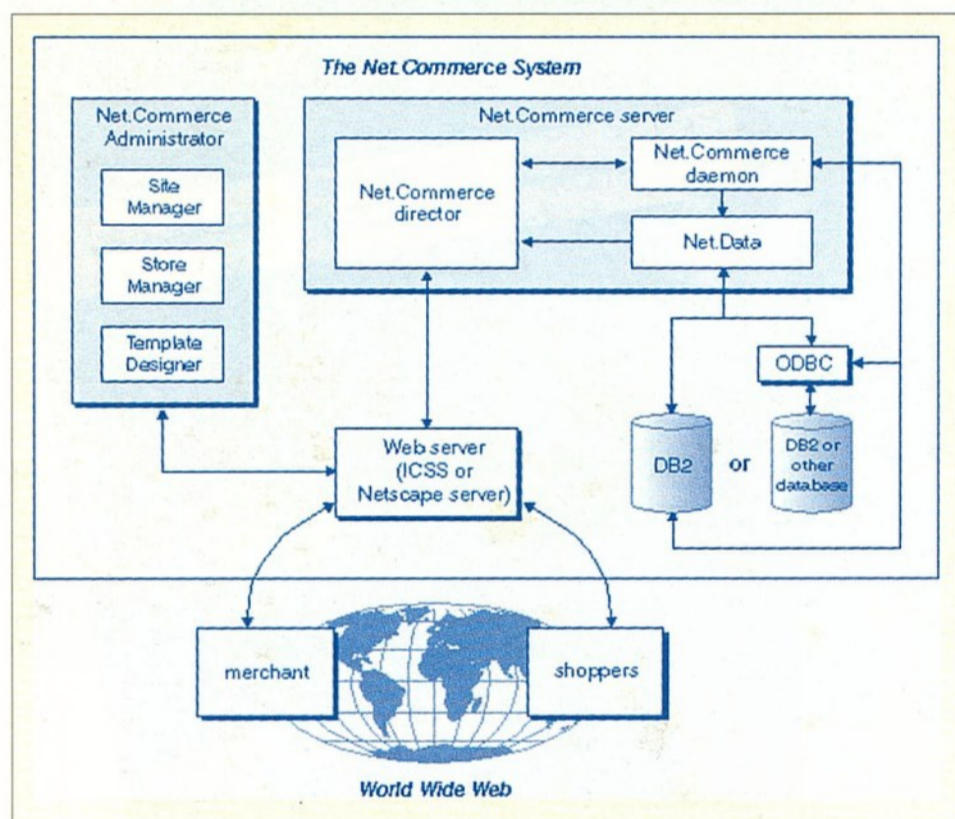 The Net.Commerce System
Net.Commerce
Administrator
Site
Manager
Store
Manager
Template
Designer
Net.Commerce server
Net.Commerce
director
Net.Commerce
daemon
Net.Data
ODBC
DB2
or
DB2 or
other
database
Web server
(ICSS or
Netscape server)
merchant
shoppers
World Wide Web